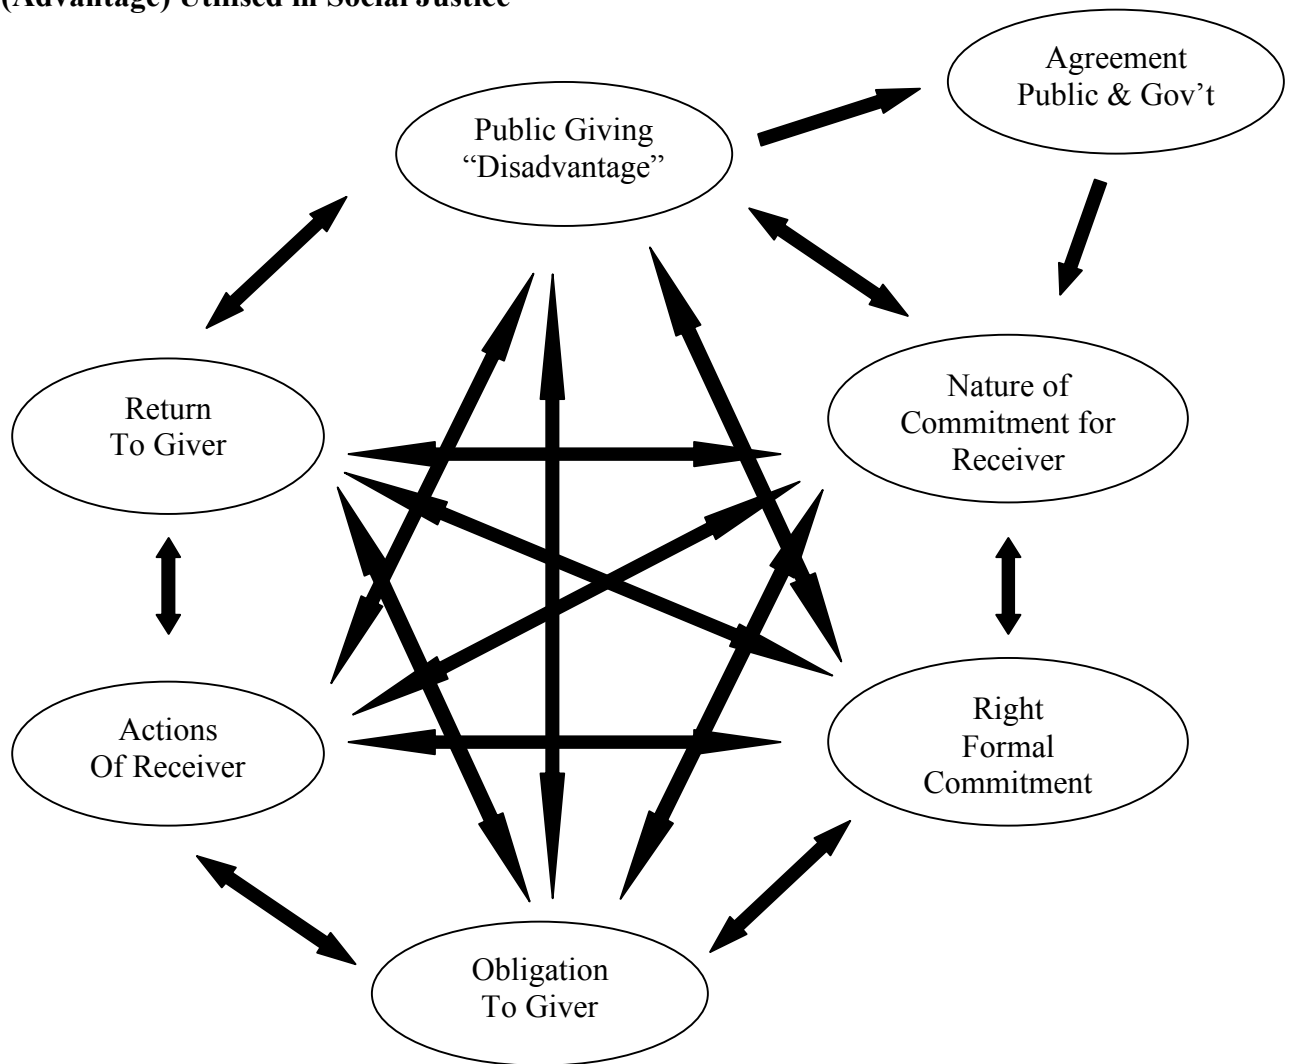 (Advantage) Utilised in Social Justice
Agreement
Public & Gov’t
Public Giving
“Disadvantage”
Return
To Giver
Nature of
Commitment for
Receiver
Actions
Of Receiver
Right
Formal
Commitment
Obligation
To Giver